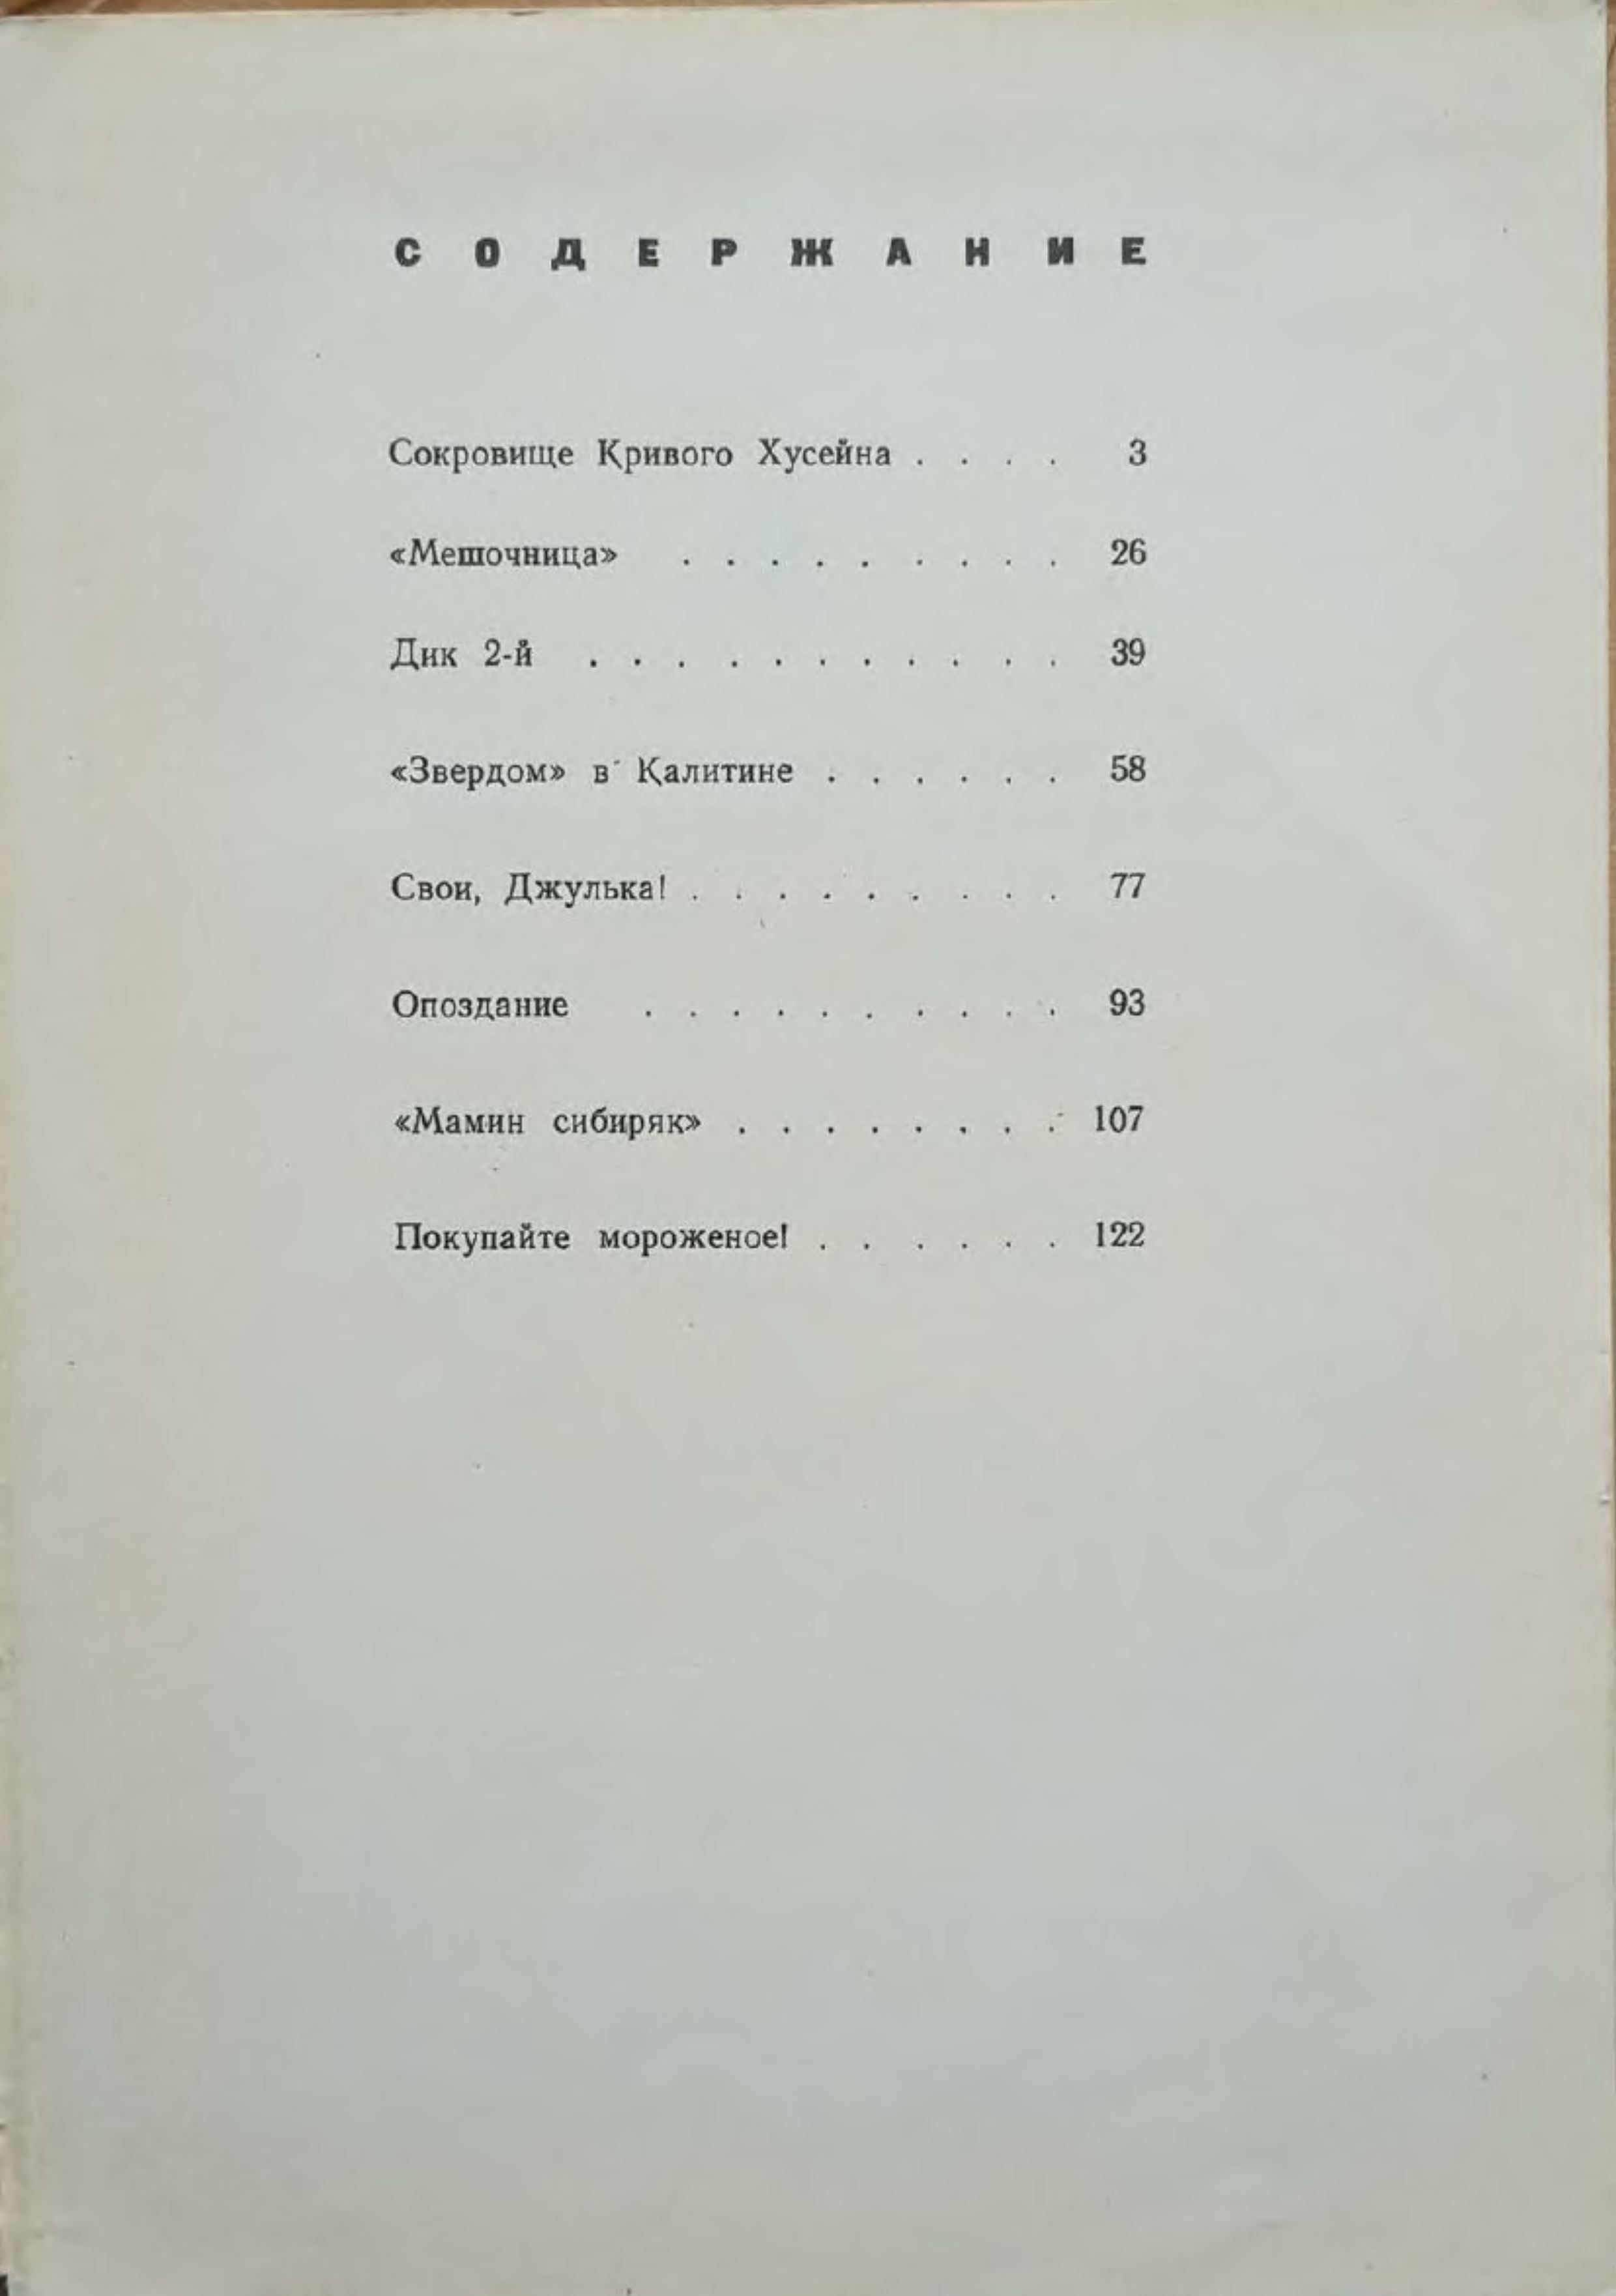 СОДЕРЖАНИЕ
Сокровище Кривого Хусейна . . . . 3
«Мешочница» . . . . . . . . . 26
Дик 2-й . . . . . . . . . . . 39
«Звердом» в Калитине . . . . . . 58
Свои, Джулька! . . . . . . . . . 77
Опоздание . . . . . . . . . . 93
«Мамин сибиряк» . . . . . . . . 107
Покупайте мороженое! . . . . . . 122